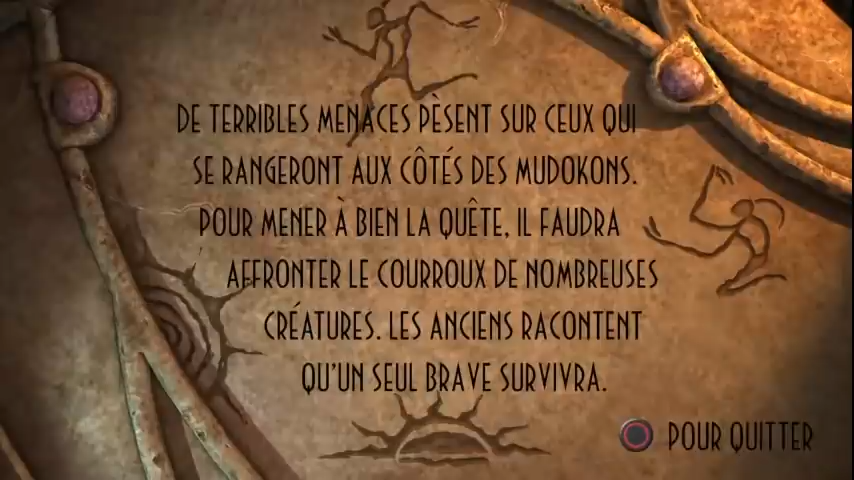 DE TERRIBLES MENACES PÈSENT SUR CEUX QUI
SE RANGERONT AUX CÔTÉS DES MUDOKONS.
POUR MENER À BIEN LA QUÊTE, IL FAUDRA
AFFRONTER LE COURROUX DE NOMBREUSES
CRÉATURES. LES ANCIENS RACONTENT
QU'UN SEUL BRAVE SURVIVRA.
POUR QUITTER